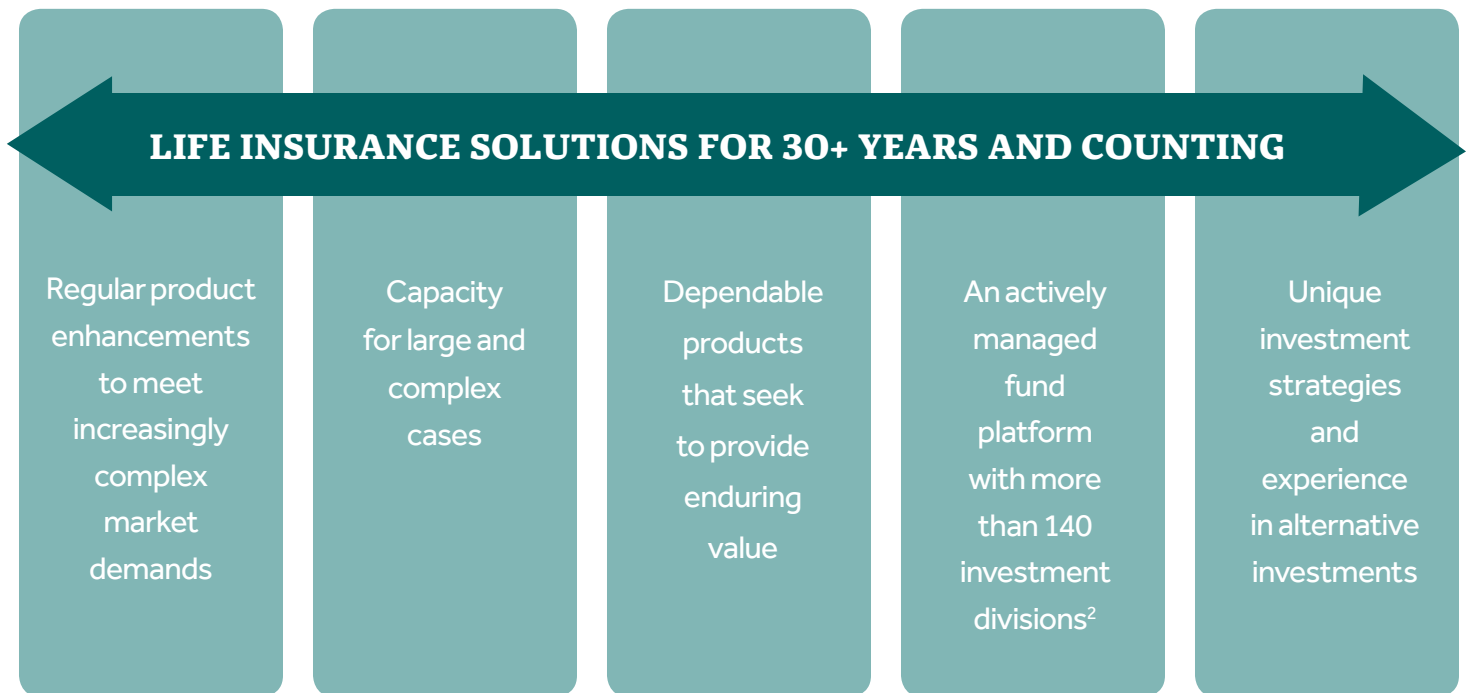 LIFE INSURANCE SOLUTIONS FOR 30+ YEARS AND COUNTING
Regular product
enhancements
to meet
increasingly
complex
market
demands
Capacity
for large and
complex
cases
Dependable
products
that seek
to provide
enduring
value
An actively
managed
fund
platform
with more
than 140
investment
divisions²
Unique
investment
strategies
and
experience
in alternative
investments